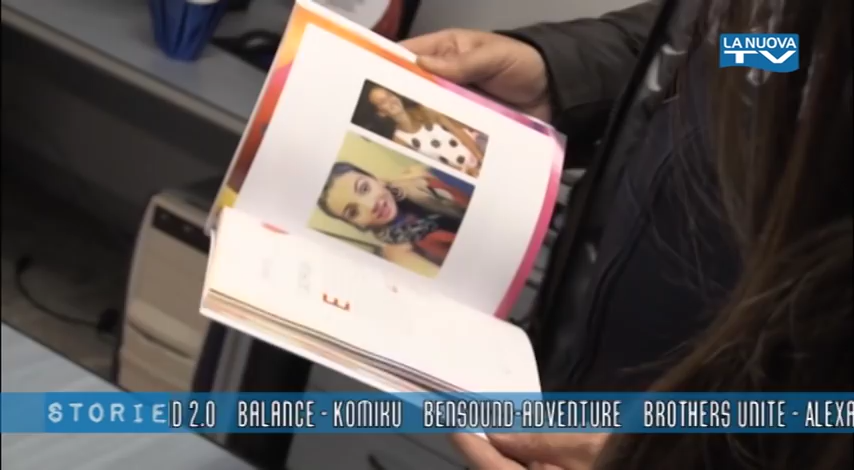 LA NUOVA
TV
STORIE D 2.0 BALANCE - KOMIKU BENSOUND-ADVENTURE BROTHERS UNITE - ALEXA
E